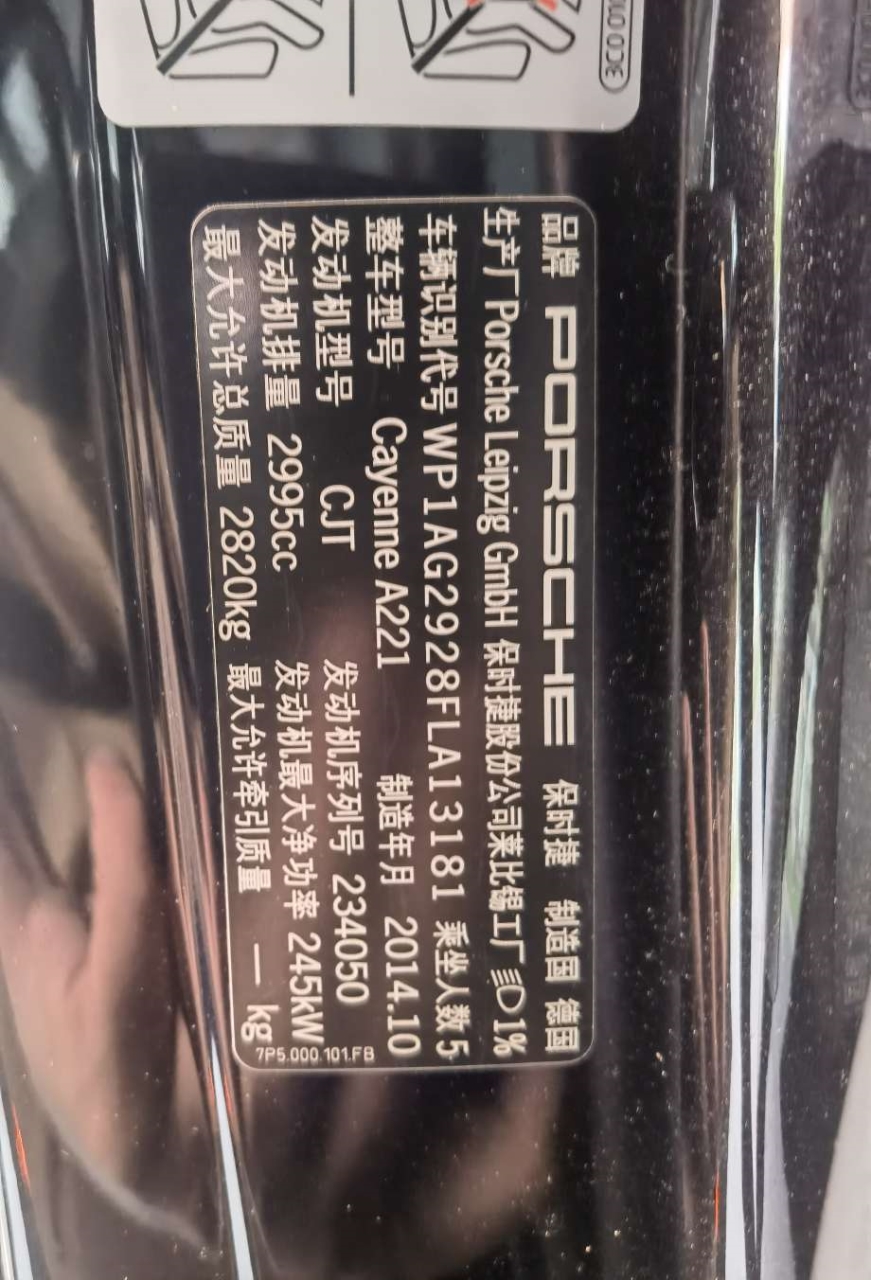 品牌 PORSCHE 保时捷 制造国 德国
生产厂 Porsche Leipzig GmbH 保时捷股份公司莱比锡工厂 1%
车辆识别代号 WP1AG2928FLA13181 乘坐人数 5
整车型号 Cayenne A221 制造年月 2014.10
发动机型号 CJT 发动机序列号 234050
发动机排量 2995cc 发动机最大净功率 245kW
最大允许总质量 2820kg 最大允许牵引质量 — kg
7P5.000.101.FB